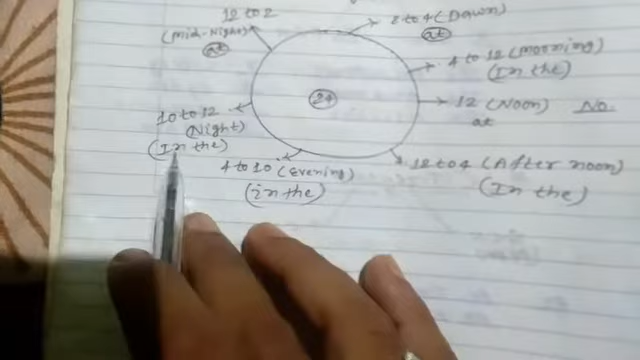 12 to 2
(Mid-Night)
at
2 to 4 (Dawn)
at
4 to 12 (Morning)
(In the)
24
12 (Noon) No
at
10 to 12
(Night)
(In the)
4 to 10 (Evening)
(in the)
12 to 4 (After noon)
(In the)